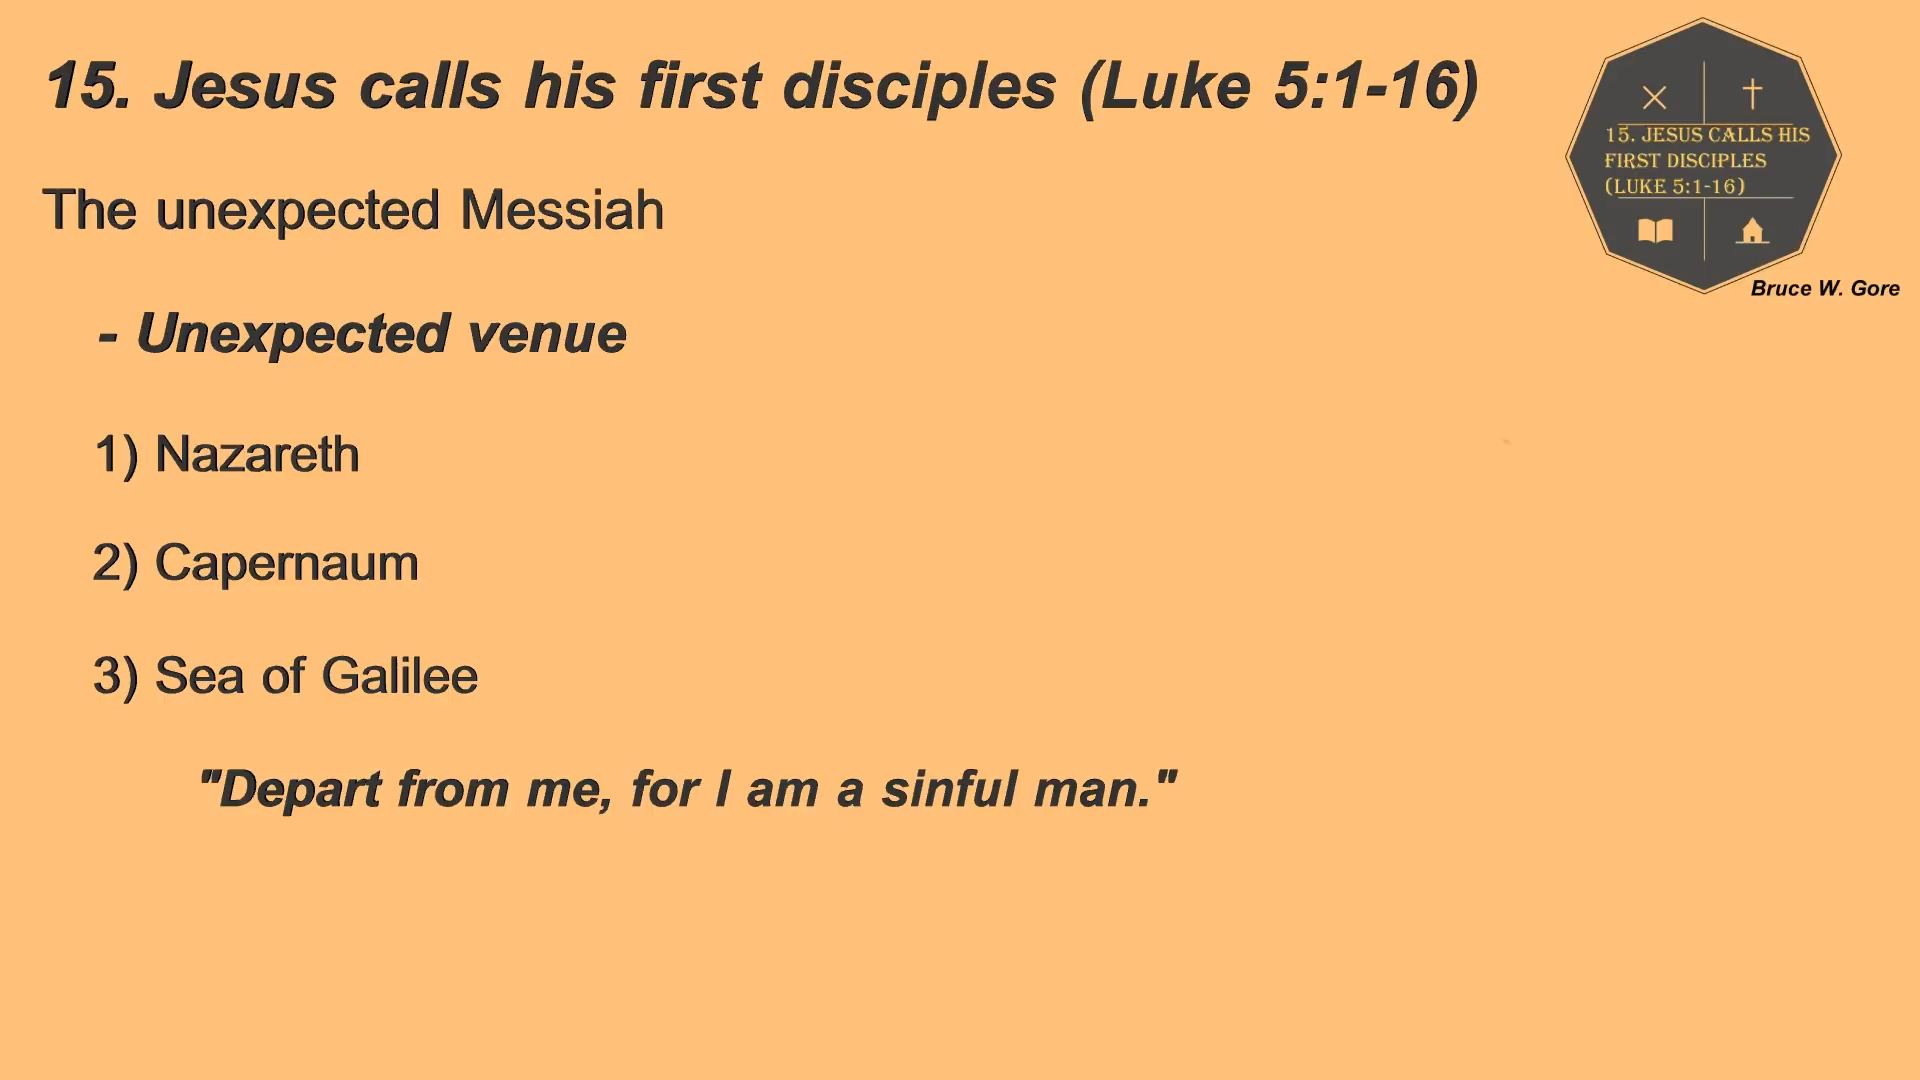 15. Jesus calls his first disciples (Luke 5:1-16)
15. JESUS CALLS HIS
FIRST DISCIPLES
(LUKE 5:1-16)
Bruce W. Gore
The unexpected Messiah
- Unexpected venue
1) Nazareth
2) Capernaum
3) Sea of Galilee
"Depart from me, for I am a sinful man."